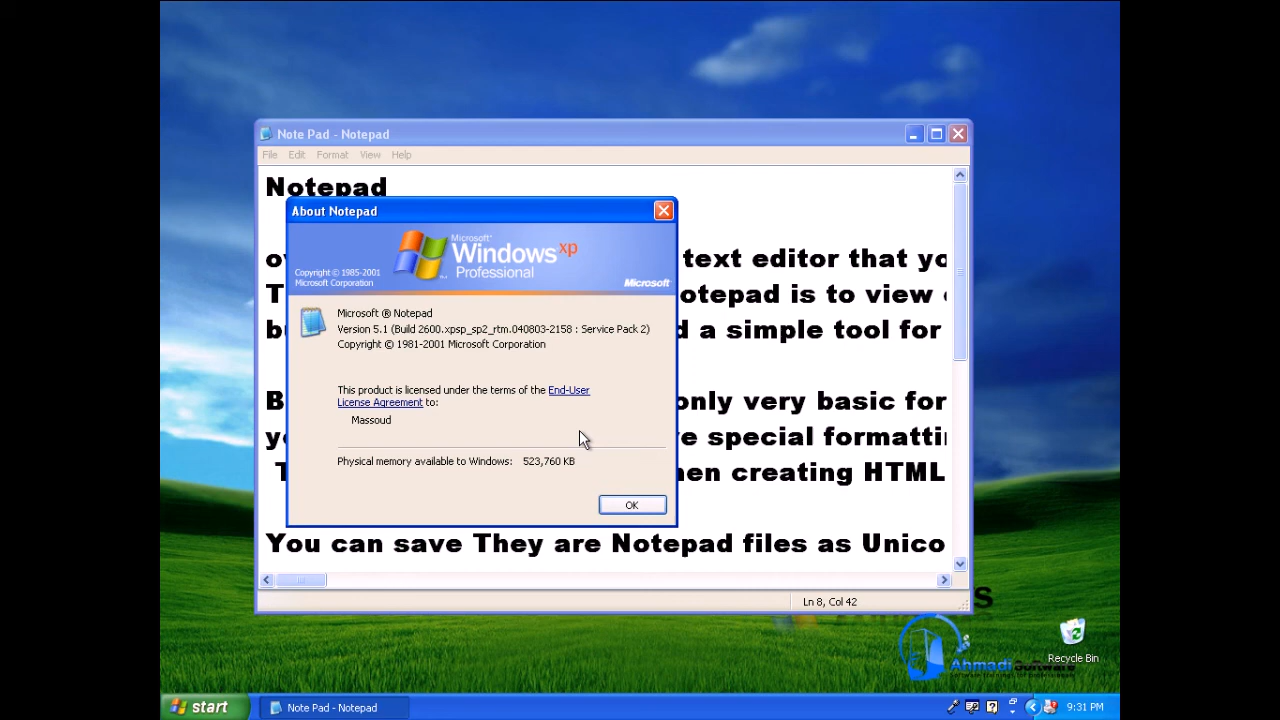 Note Pad - Notepad
File Edit Format View Help
Notepad
About Notepad
Microsoft®
Windows xp
Professional
Copyright © 1985-2001
Microsoft Corporation
Microsoft
text editor that yo
otepad is to view
d a simple tool for
Microsoft ® Notepad
Version 5.1 (Build 2600.xpsp_sp2_rtm.040803-2158 : Service Pack 2)
Copyright © 1981-2001 Microsoft Corporation
This product is licensed under the terms of the End-User
License Agreement to:
Massoud
only very basic for
ve special formatti
hen creating HTML
Physical memory available to Windows: 523,760 KB
OK
You can save They are Notepad files as Unico
Ln 8, Col 42
Ahmadi Software
Recycle Bin
start
Note Pad - Notepad
9:31 PM